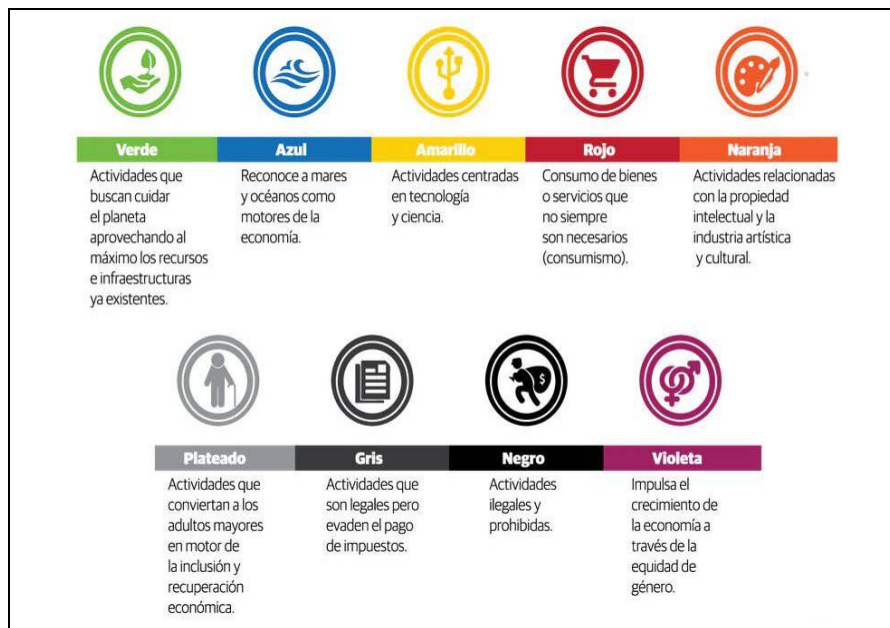 Verde
Actividades que
buscan cuidar
el planeta
aprovechando al
máximo los recursos
e infraestructuras
ya existentes.
Azul
Reconoce a mares
y océanos como
motores de la
economía.
Amarillo
Actividades centradas
en tecnología
y ciencia.
Rojo
Consumo de bienes
o servicios que
no siempre
son necesarios
(consumismo).
Naranja
Actividades relacionadas
con la propiedad
intelectual y la
industria artística
y cultural.
Plateado
Actividades que
conviertan a los
adultos mayores
en motor de
la inclusión y
recuperación
económica.
Gris
Actividades que
son legales pero
evaden el pago
de impuestos.
Negro
$
Actividades
ilegales y
prohibidas.
Violeta
Impulsa el
crecimiento de
la economía a
través de la
equidad de
género.